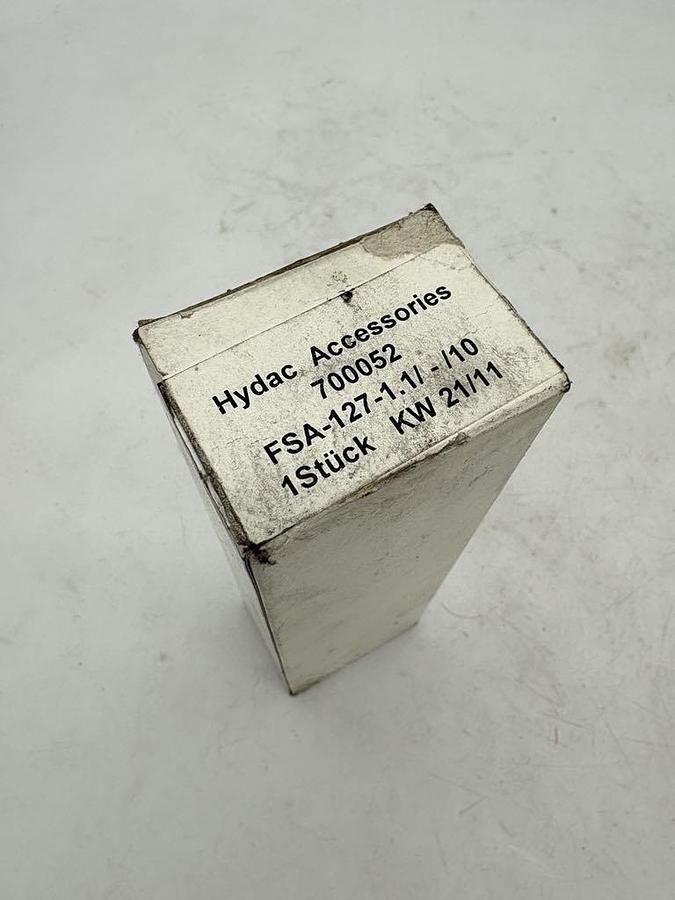 Hydac Accessories
700052
FSA-127-1.1/ - /10
1Stück KW 21/11